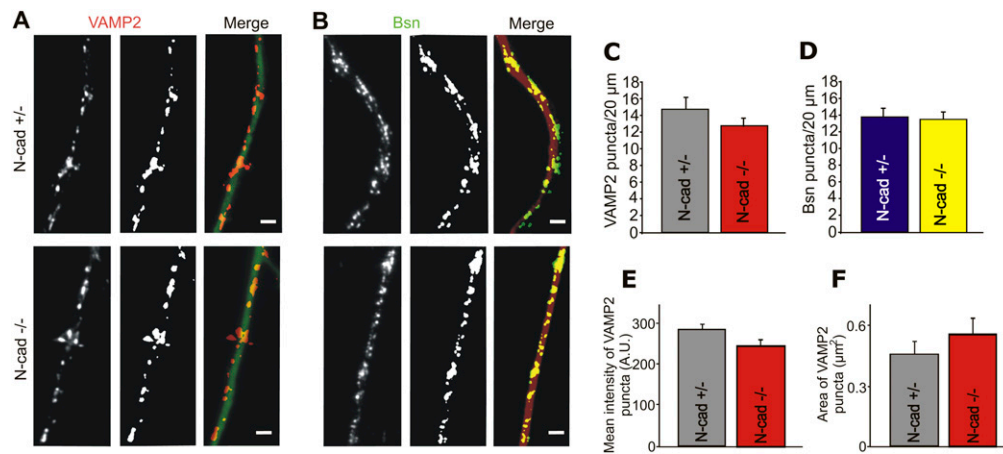 A
VAMP2
Merge
N-cad +/-
N-cad -/-
B
Bsn
Merge
C
VAMP2 puncta/20 µm
18
16
14
12
10
8
6
4
2
0
N-cad +/-
N-cad -/-
D
Bsn puncta/20 µm
18
16
14
12
10
8
6
4
2
0
N-cad +/-
N-cad -/-
E
Mean intensity of VAMP2
puncta (A.U.)
300
200
100
0
N-cad +/-
N-cad -/-
F
Area of VAMP2
puncta (µm²)
0.6
0.3
0
N-cad +/-
N-cad -/-